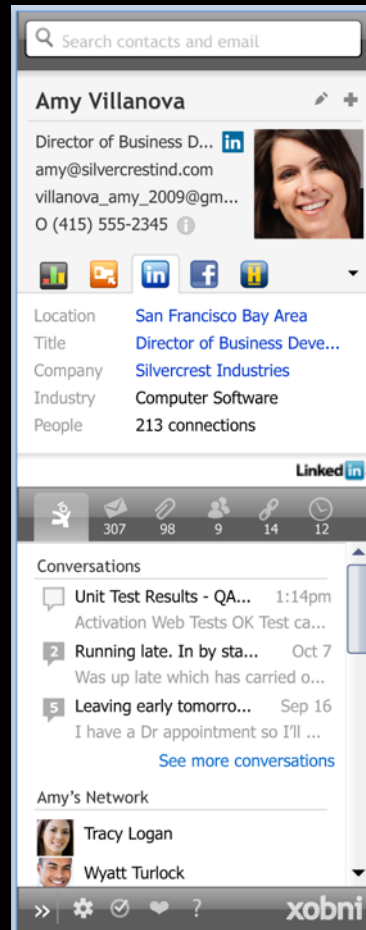 Search contacts and email
Amy Villanova
Director of Business D... in
amy@silvercrestind.com
villanova_amy_2009@gm...
O (415) 555-2345 i
in f H
Location San Francisco Bay Area
Title Director of Business Deve...
Company Silvercrest Industries
Industry Computer Software
People 213 connections
Linked in
307 98 9 14 12
Conversations
Unit Test Results - QA... 1:14pm
Activation Web Tests OK Test ca...
2 Running late. In by sta... Oct 7
Was up late which has carried o...
5 Leaving early tomorro... Sep 16
I have a Dr appointment so I'll ...
See more conversations
Amy's Network
Tracy Logan
Wyatt Turlock
» ? xobni